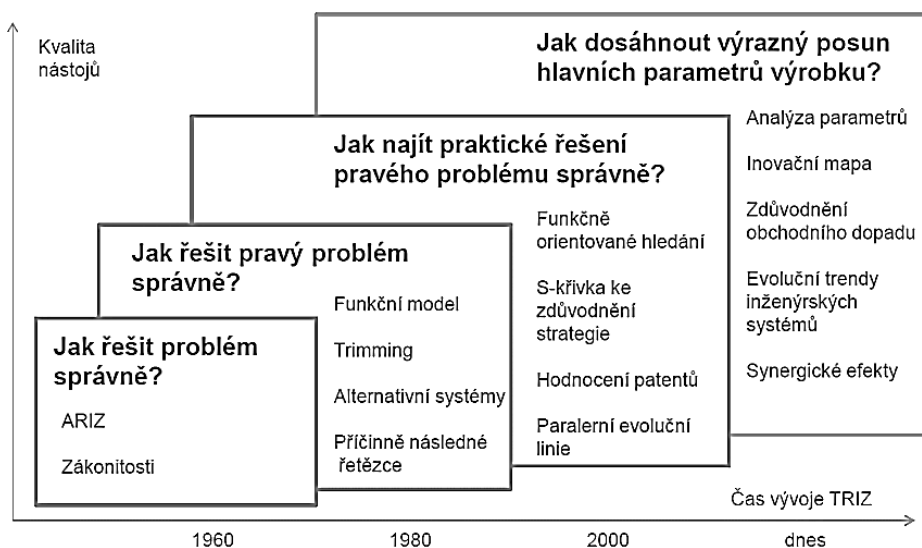 Kvalita
nástojů
Jak dosáhnout výrazný posun
hlavních parametrů výrobku?
Analýza parametrů
Inovační mapa
Zdůvodnění
obchodního dopadu
Evoluční trendy
inženýrských
systémů
Synergické efekty
Jak najít praktické řešení
pravého problému správně?
Funkčně
orientované hledání
S-křivka ke
zdůvodnění
strategie
Hodnocení patentů
Paralerní evoluční
linie
Jak řešit pravý problém
správně?
Funkční model
Trimming
Alternativní systémy
Příčinně následné
řetězce
Jak řešit problém
správně?
ARIZ
Zákonitosti
Čas vývoje TRIZ
1960
1980
2000
dnes